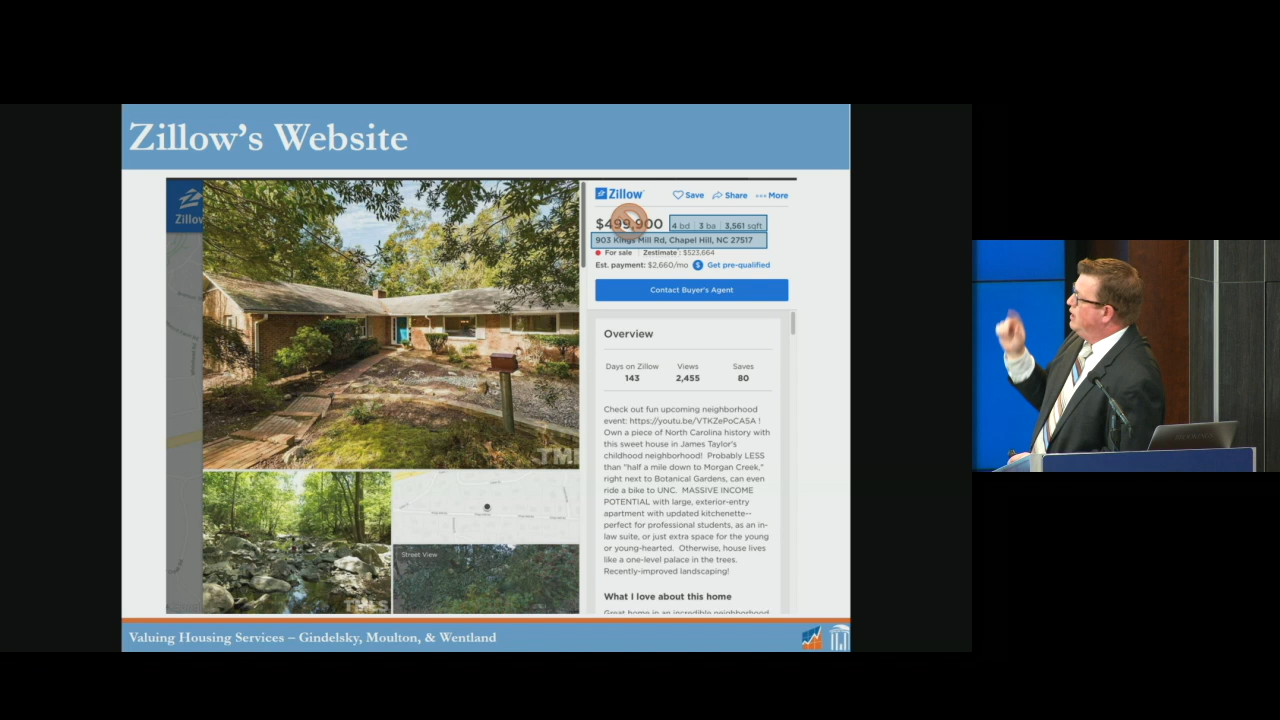 Zillow's Website
Zillow
Zillow
Save
Share
More
$499,900
4 bd
3 ba
3,561 sqft
903 Kings Mill Rd, Chapel Hill, NC 27517
For sale
Zestimate: $523,664
Est. payment: $2,660/mo
$
Get pre-qualified
Contact Buyer's Agent
Overview
Days on Zillow
Views
Saves
143
2,455
80
Check out fun upcoming neighborhood
event: https://youtu.be/VTKZePoCA5A !
Own a piece of North Carolina history with
this sweet house in James Taylor's
childhood neighborhood! Probably LESS
than "half a mile down to Morgan Creek,"
right next to Botanical Gardens, can even
ride a bike to UNC. MASSIVE INCOME
POTENTIAL with large, exterior-entry
apartment with updated kitchenette--
perfect for professional students, as an in-
law suite, or just extra space for the young
or young-hearted. Otherwise, house lives
like a one-level palace in the trees.
Recently-improved landscaping!
What I love about this home
Great home in an incredible neighborhood
Street View
Valuing Housing Services – Gindelsky, Moulton, & Wentland